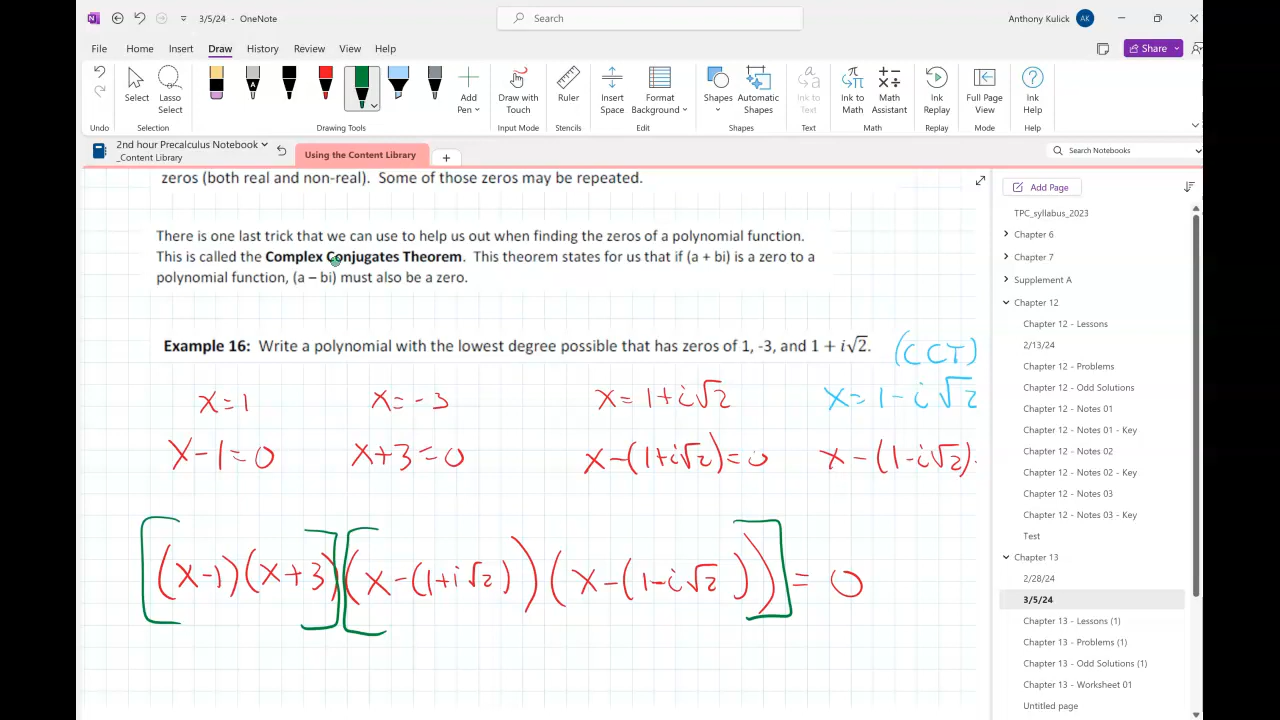 3/5/24 - OneNote
Search
Anthony Kulick AK
File Home Insert Draw History Review View Help
Share
Undo
Select
Lasso Select
Add Pen
Draw with Touch
Ruler
Insert Space
Format Background
Shapes
Automatic Shapes
Ink to Text
Ink to Math
Math Assistant
Ink Replay
Full Page View
Ink Help
Undo Selection Drawing Tools Input Mode Stencils Edit Shapes Text Math Replay Mode Help
2nd hour Precalculus Notebook
_Content Library
Using the Content Library
+
Search Notebooks
zeros (both real and non-real). Some of those zeros may be repeated.
There is one last trick that we can use to help us out when finding the zeros of a polynomial function.
This is called the Complex Conjugates Theorem. This theorem states for us that if (a + bi) is a zero to a
polynomial function, (a – bi) must also be a zero.
Example 16: Write a polynomial with the lowest degree possible that has zeros of 1, -3, and 1 + i√2.
(CCT)
x=1 x=-3 x=1+i√2 x=1-i√2
x-1=0 x+3=0 x-(1+i√2)=0 x-(1-i√2)
[(x-1)(x+3)][(x-(1+i√2))(x-(1-i√2))]=0
Add Page
TPC_syllabus_2023
Chapter 6
Chapter 7
Supplement A
Chapter 12
Chapter 12 - Lessons
2/13/24
Chapter 12 - Problems
Chapter 12 - Odd Solutions
Chapter 12 - Notes 01
Chapter 12 - Notes 01 - Key
Chapter 12 - Notes 02
Chapter 12 - Notes 02 - Key
Chapter 12 - Notes 03
Chapter 12 - Notes 03 - Key
Test
Chapter 13
2/28/24
3/5/24
Chapter 13 - Lessons (1)
Chapter 13 - Problems (1)
Chapter 13 - Odd Solutions (1)
Chapter 13 - Worksheet 01
Untitled page